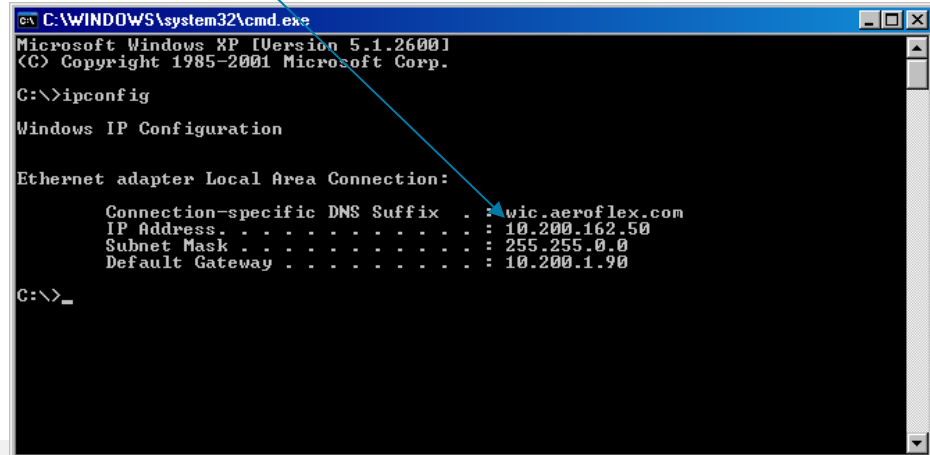 C:\WINDOWS\system32\cmd.exe
Microsoft Windows XP [Version 5.1.2600]
(C) Copyright 1985-2001 Microsoft Corp.
C:\>ipconfig
Windows IP Configuration
Ethernet adapter Local Area Connection:
Connection-specific DNS Suffix . : wic.aeroflex.com
IP Address. . . . . . . . . . . . : 10.200.162.50
Subnet Mask . . . . . . . . . . . : 255.255.0.0
Default Gateway . . . . . . . . . : 10.200.1.90
C:\>_